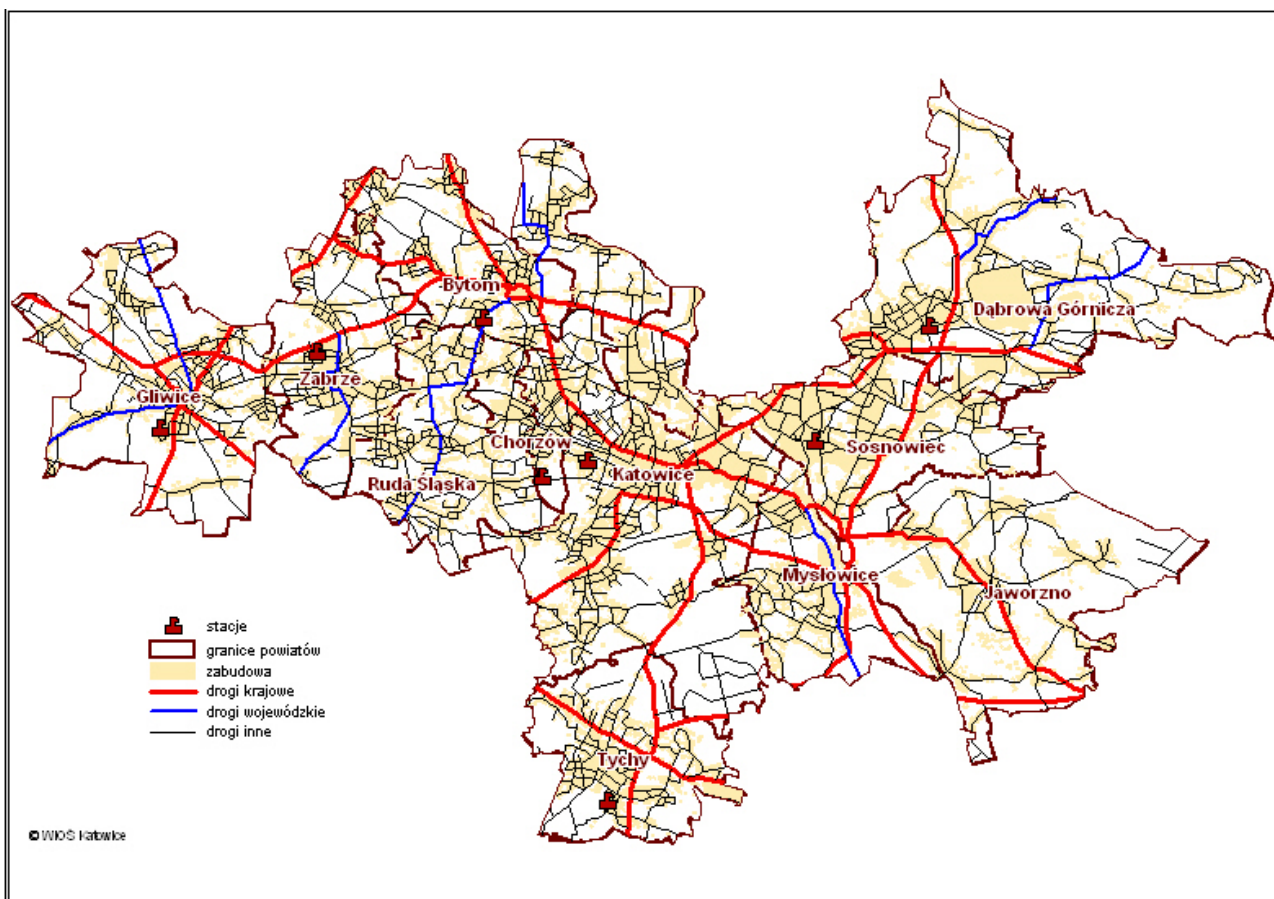 Bytom
Dąbrowa Górnicza
Zabrze
Gliwice
Chorzów
Sosnowiec
Katowice
Ruda Śląska
Mysłowice
Jaworzno
Tychy
stacje
granice powiatów
zabudowa
drogi krajowe
drogi wojewódzkie
drogi inne
© WIOŚ Katowice